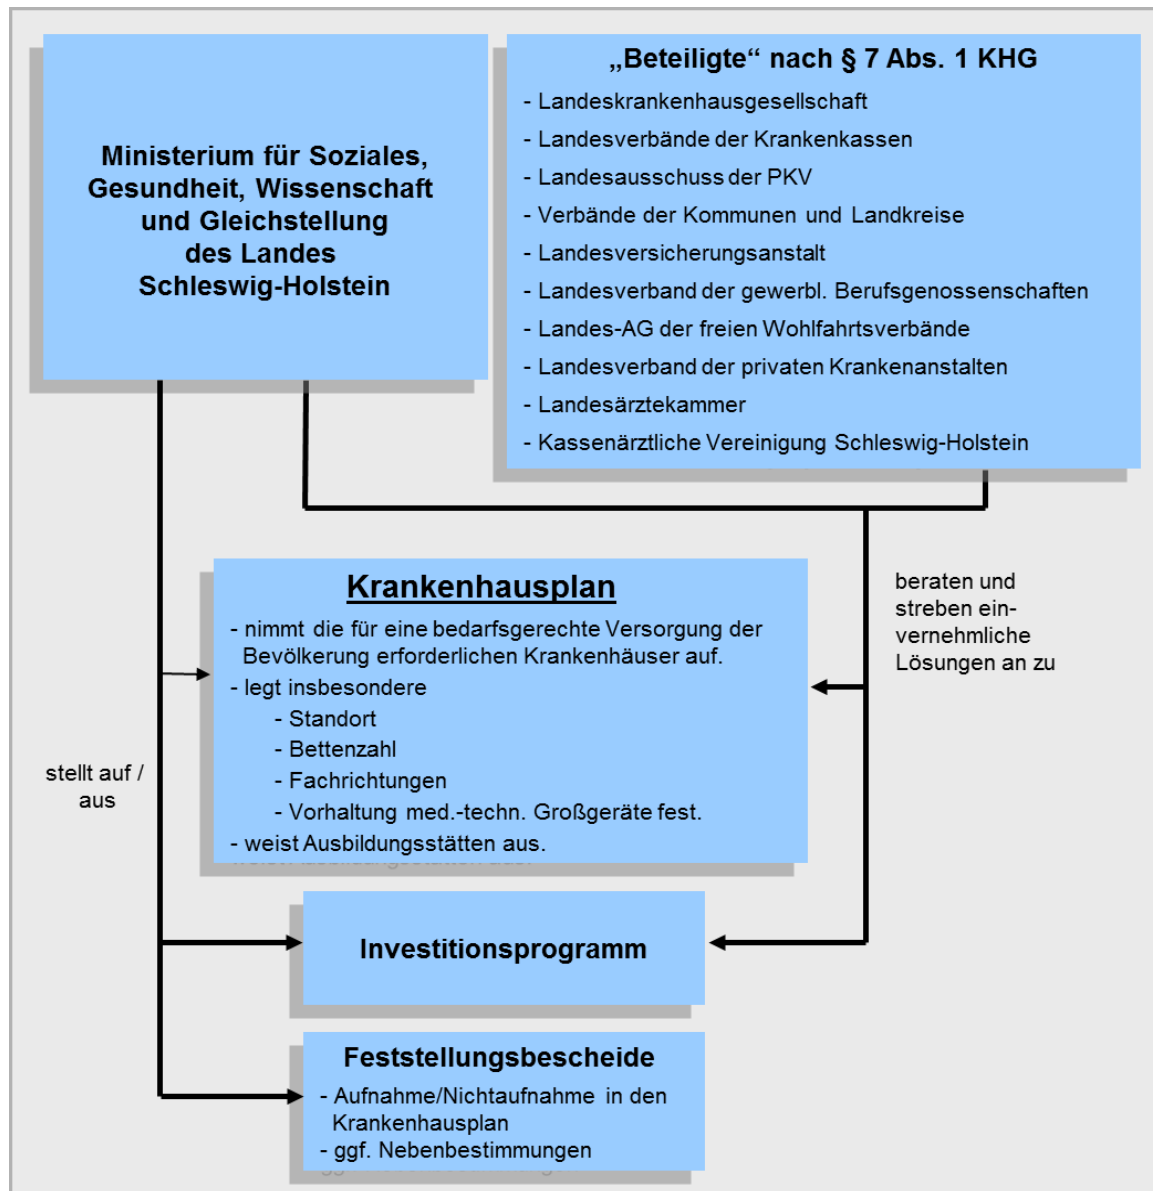 Ministerium für Soziales,
Gesundheit, Wissenschaft
und Gleichstellung
des Landes
Schleswig-Holstein
„Beteiligte“ nach § 7 Abs. 1 KHG
- Landeskrankenhausgesellschaft
- Landesverbände der Krankenkassen
- Landesausschuss der PKV
- Verbände der Kommunen und Landkreise
- Landesversicherungsanstalt
- Landesverband der gewerbl. Berufsgenossenschaften
- Landes-AG der freien Wohlfahrtsverbände
- Landesverband der privaten Krankenanstalten
- Landesärztekammer
- Kassenärztliche Vereinigung Schleswig-Holstein
Krankenhausplan
- nimmt die für eine bedarfsgerechte Versorgung der
Bevölkerung erforderlichen Krankenhäuser auf.
- legt insbesondere
- Standort
- Bettenzahl
- Fachrichtungen
- Vorhaltung med.-techn. Großgeräte fest.
- weist Ausbildungsstätten aus.
beraten und
streben ein-
vernehmliche
Lösungen an zu
stellt auf /
aus
Investitionsprogramm
Feststellungsbescheide
- Aufnahme/Nichtaufnahme in den
Krankenhausplan
- ggf. Nebenbestimmungen